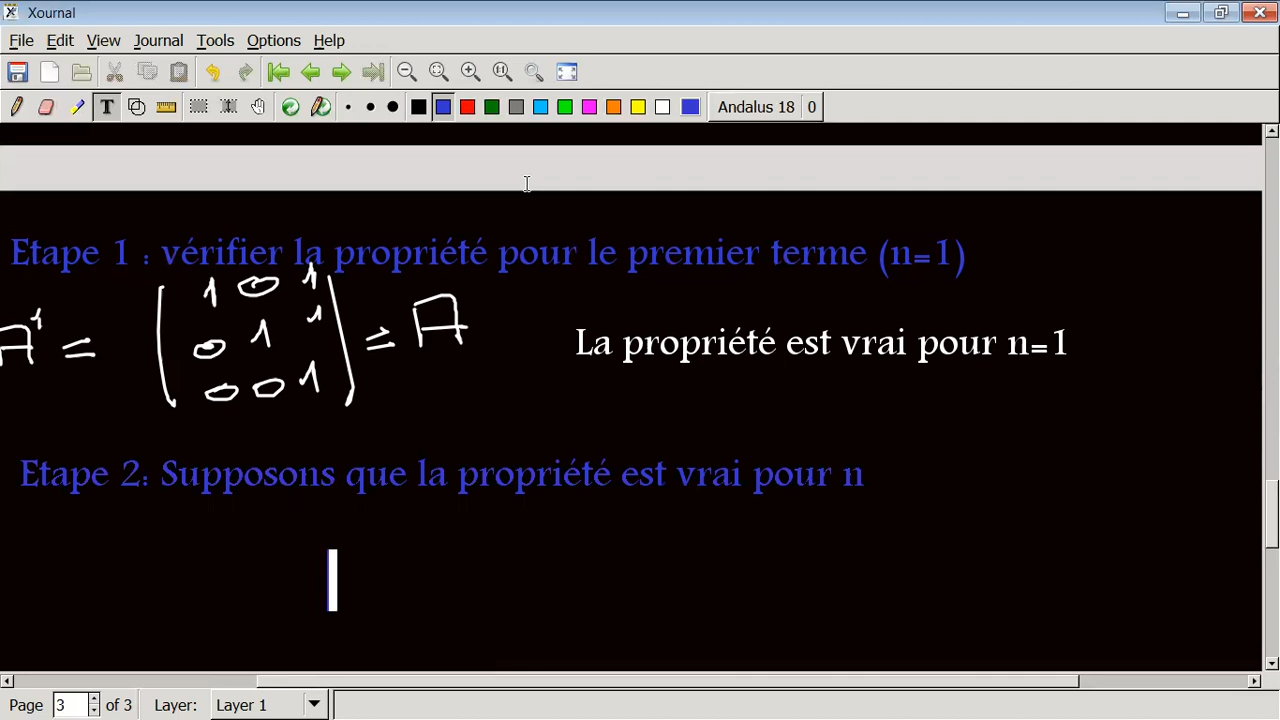 Xournal
File Edit View Journal Tools Options Help
Andalus 18 0
Etape 1 : vérifier la propriété pour le premier terme (n=1)
1 0 1
A¹ = 0 1 1 = A
0 0 1
La propriété est vrai pour n=1
Etape 2: Supposons que la propriété est vrai pour n
Page 3 of 3 Layer: Layer 1